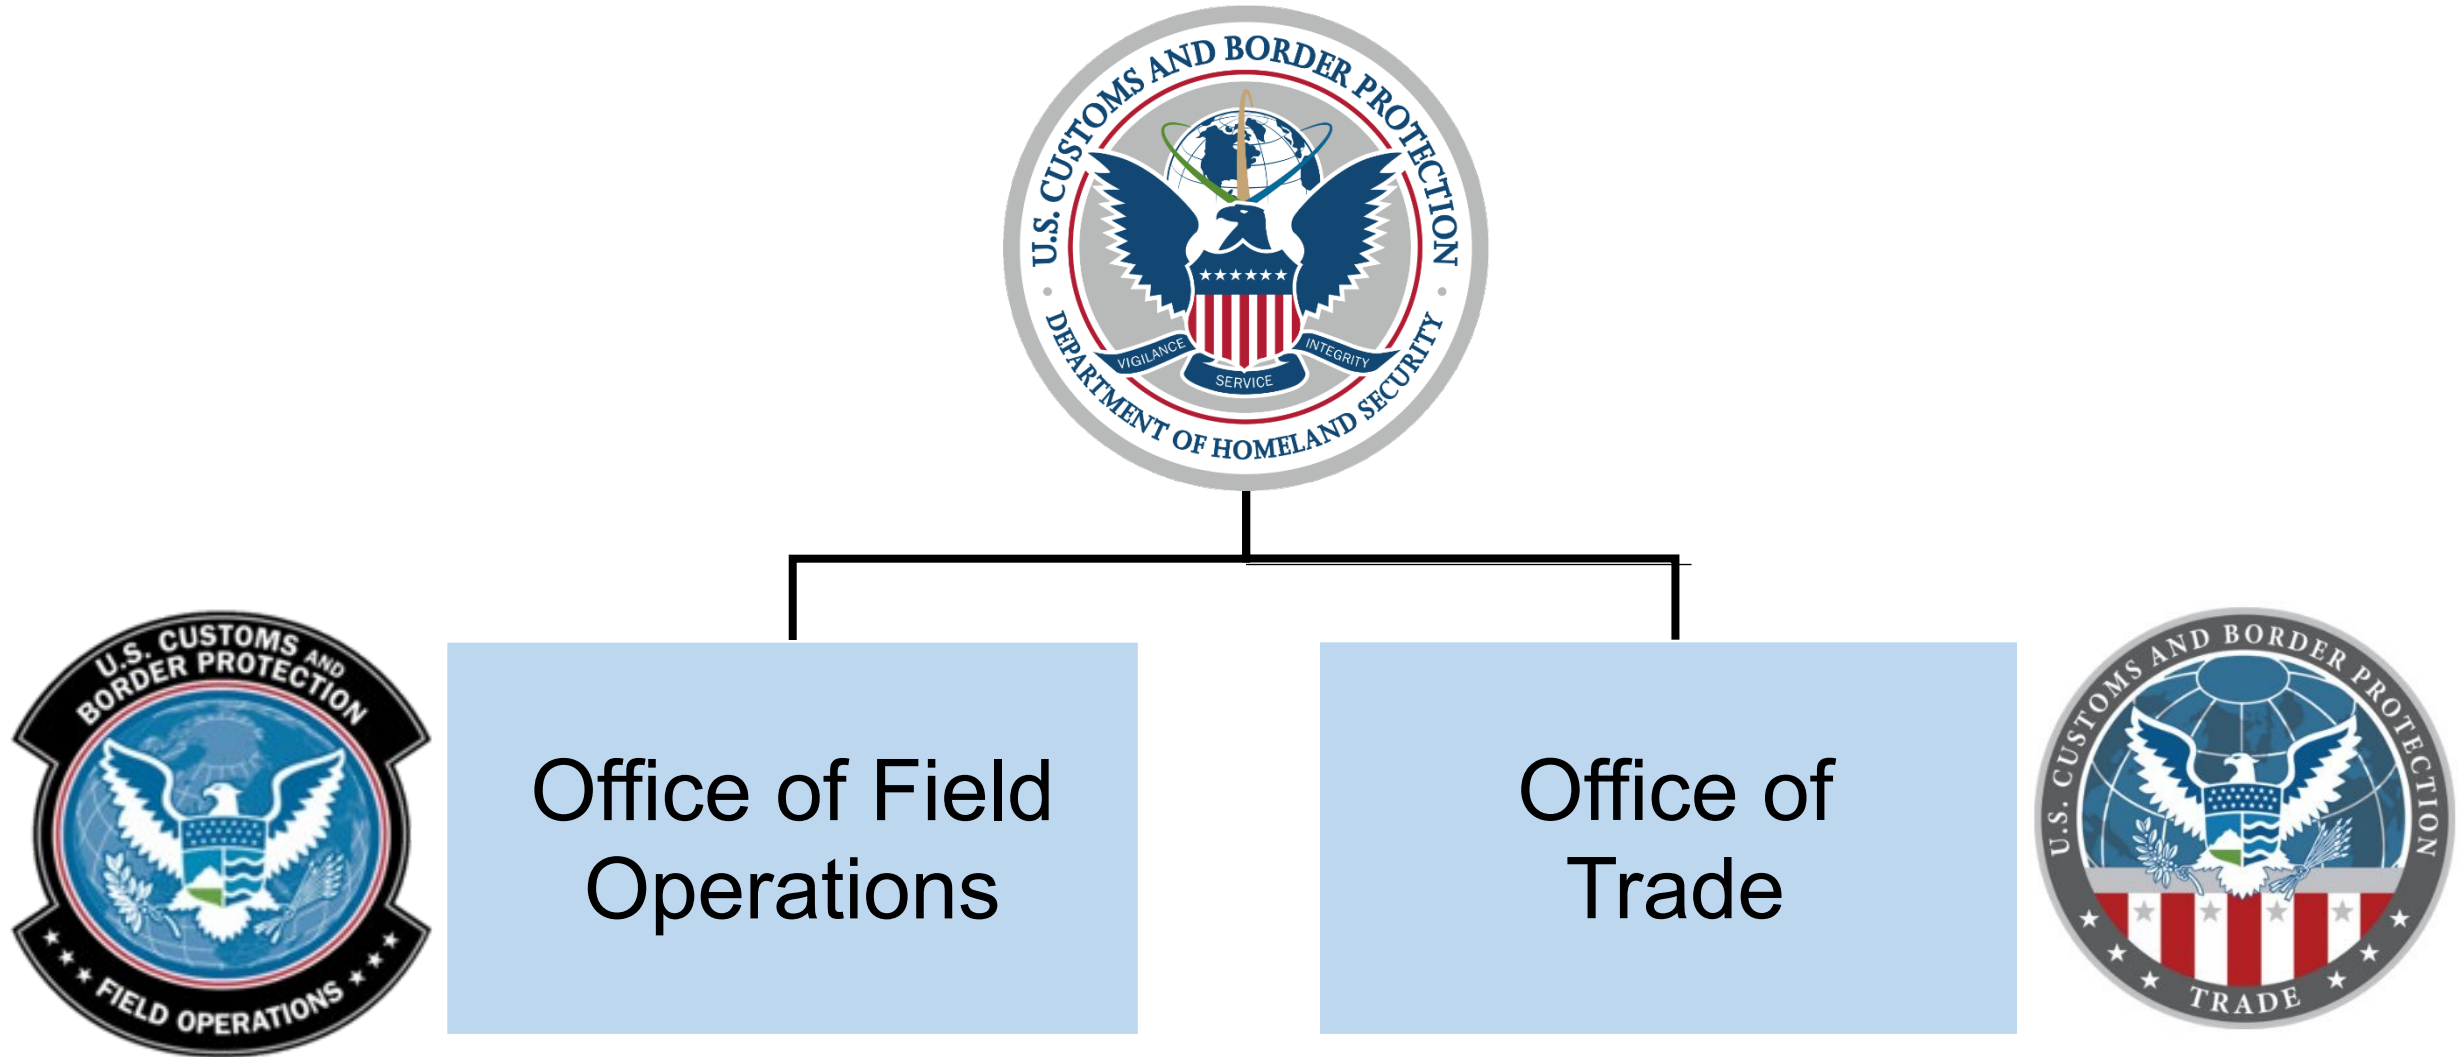 U.S. CUSTOMS AND BORDER PROTECTION
VIGILANCE
SERVICE
INTEGRITY
DEPARTMENT OF HOMELAND SECURITY
U.S. CUSTOMS AND
BORDER PROTECTION
FIELD OPERATIONS
Office of Field
Operations
Office of
Trade
U.S. CUSTOMS AND BORDER PROTECTION
TRADE